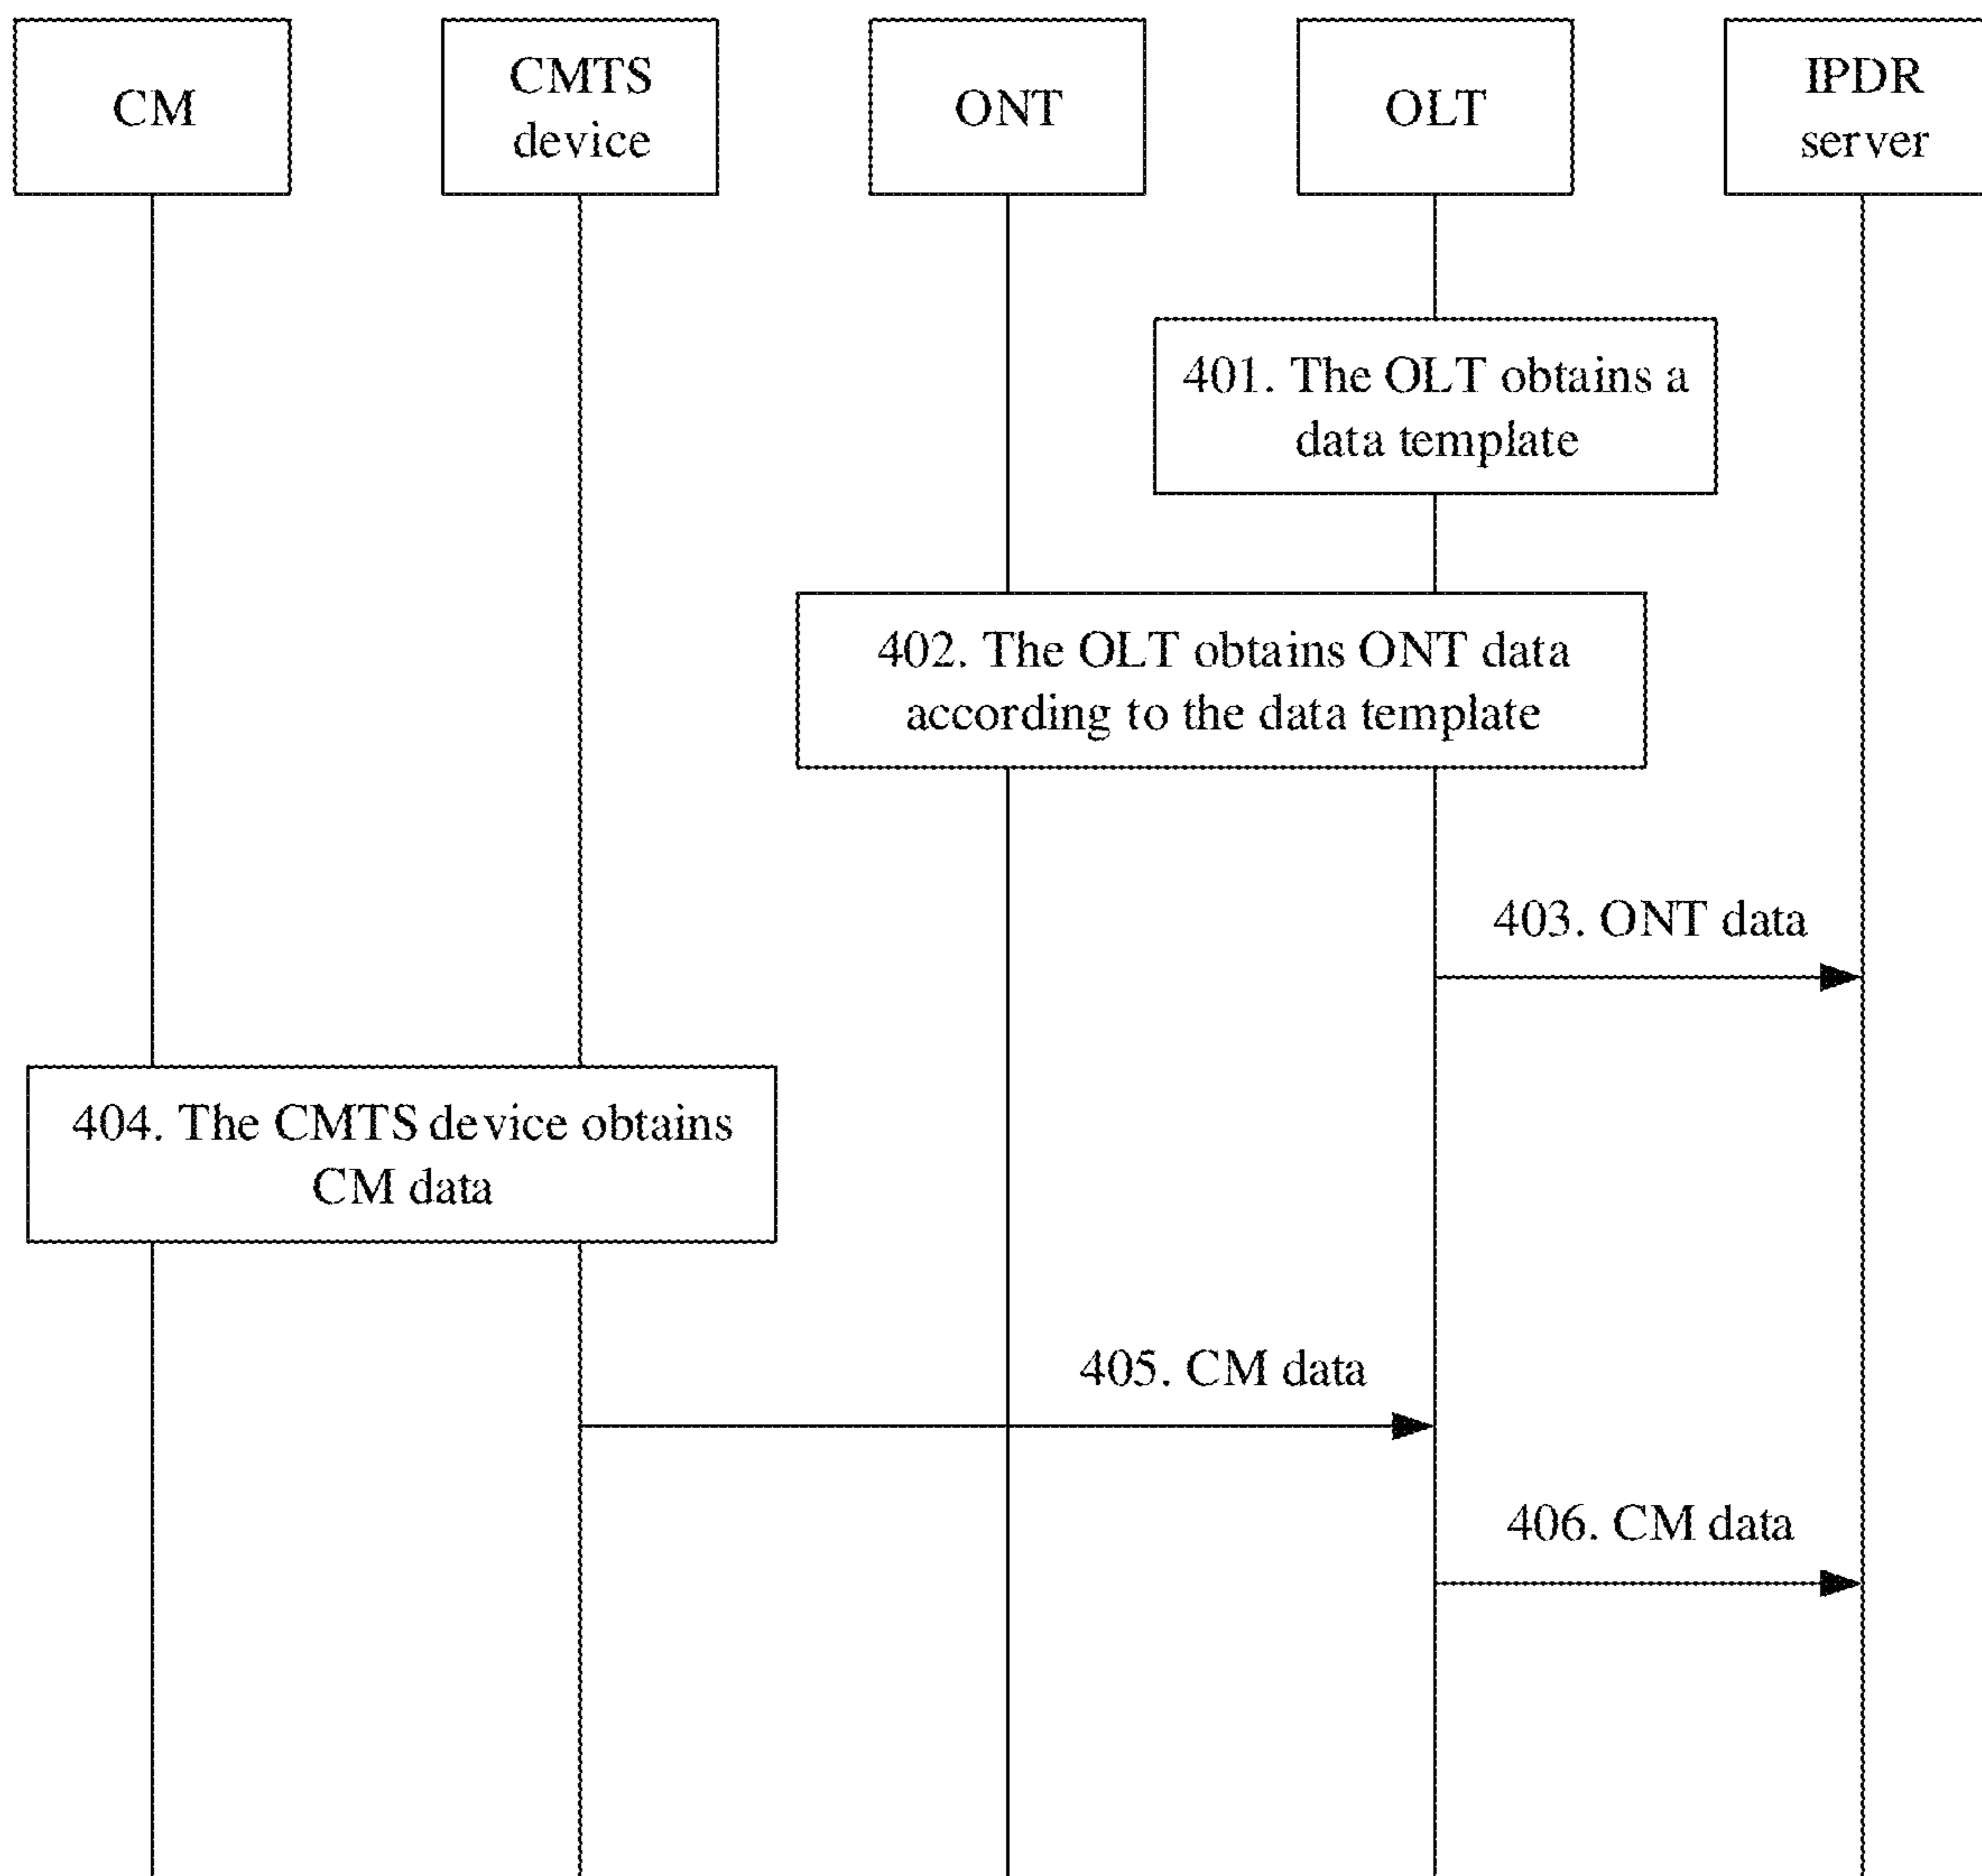 CM
CMTS
device
ONT
OLT
IPDR
server
401. The OLT obtains a
data template
402. The OLT obtains ONT data
according to the data template
403. ONT data
404. The CMTS device obtains
CM data
405. CM data
406. CM data